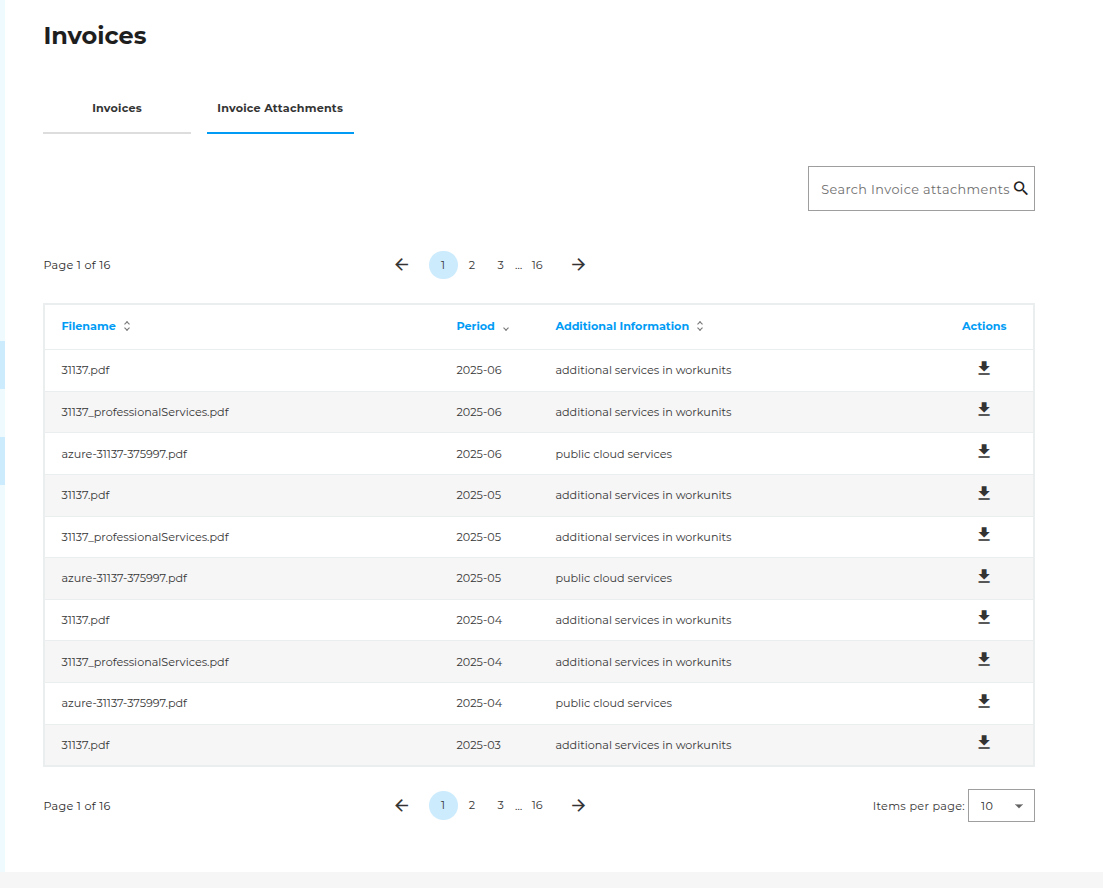 Invoices
Invoices Invoice Attachments
Search Invoice attachments
Page 1 of 16 1 2 3 ... 16
Filename Period Additional Information Actions
31137.pdf 2025-06 additional services in workunits
31137_professionalServices.pdf 2025-06 additional services in workunits
azure-31137-375997.pdf 2025-06 public cloud services
31137.pdf 2025-05 additional services in workunits
31137_professionalServices.pdf 2025-05 additional services in workunits
azure-31137-375997.pdf 2025-05 public cloud services
31137.pdf 2025-04 additional services in workunits
31137_professionalServices.pdf 2025-04 additional services in workunits
azure-31137-375997.pdf 2025-04 public cloud services
31137.pdf 2025-03 additional services in workunits
Page 1 of 16 1 2 3 ... 16 Items per page: 10